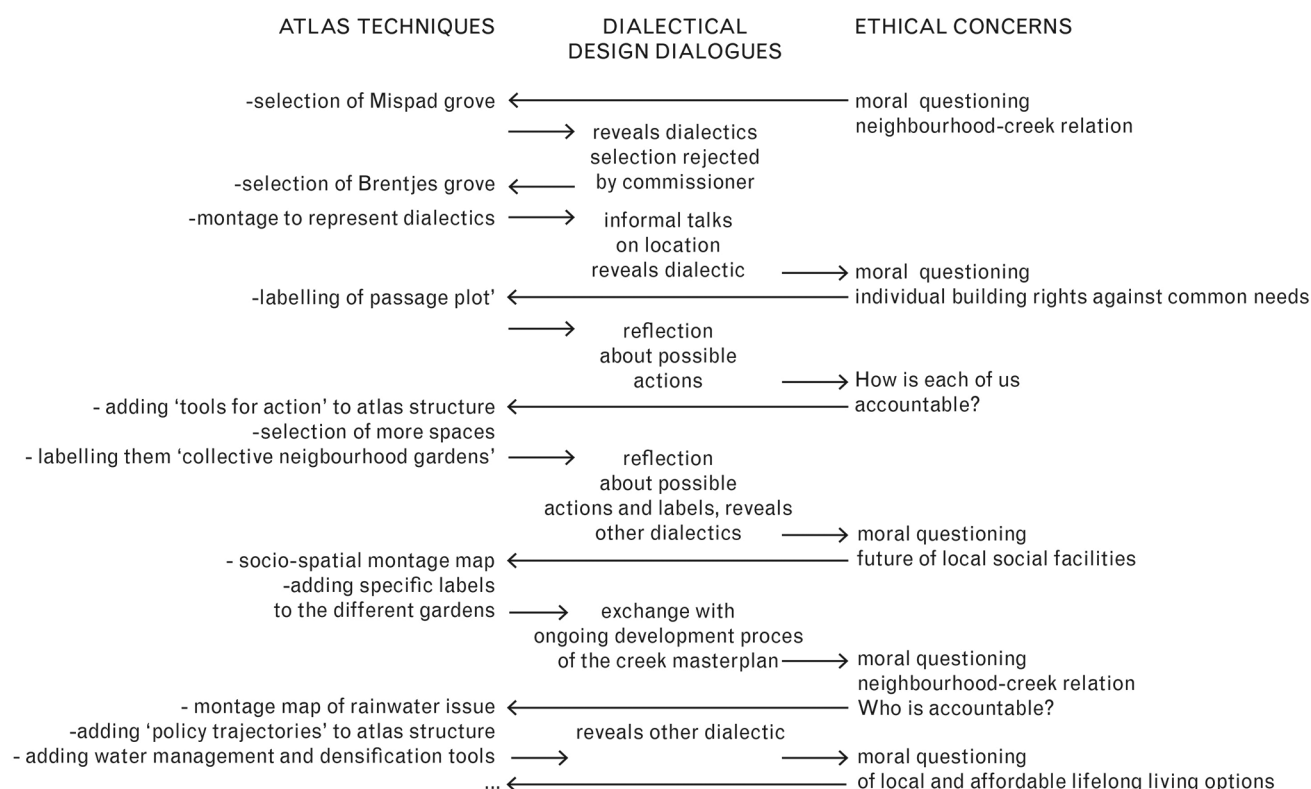 ATLAS TECHNIQUES
DIALECTICAL
DESIGN DIALOGUES
ETHICAL CONCERNS
-selection of Mispad grove
moral questioning
neighbourhood-creek relation
reveals dialectics
selection rejected
by commissioner
-selection of Brentjes grove
-montage to represent dialectics
informal talks
on location
reveals dialectic
moral questioning
individual building rights against common needs
-labelling of passage plot’
reflection
about possible
actions
How is each of us
accountable?
- adding ‘tools for action’ to atlas structure
-selection of more spaces
- labelling them ‘collective neigbourhood gardens’
reflection
about possible
actions and labels, reveals
other dialectics
moral questioning
future of local social facilities
- socio-spatial montage map
-adding specific labels
to the different gardens
exchange with
ongoing development proces
of the creek masterplan
moral questioning
neighbourhood-creek relation
Who is accountable?
- montage map of rainwater issue
-adding ‘policy trajectories’ to atlas structure
- adding water management and densification tools
reveals other dialectic
moral questioning
of local and affordable lifelong living options
...